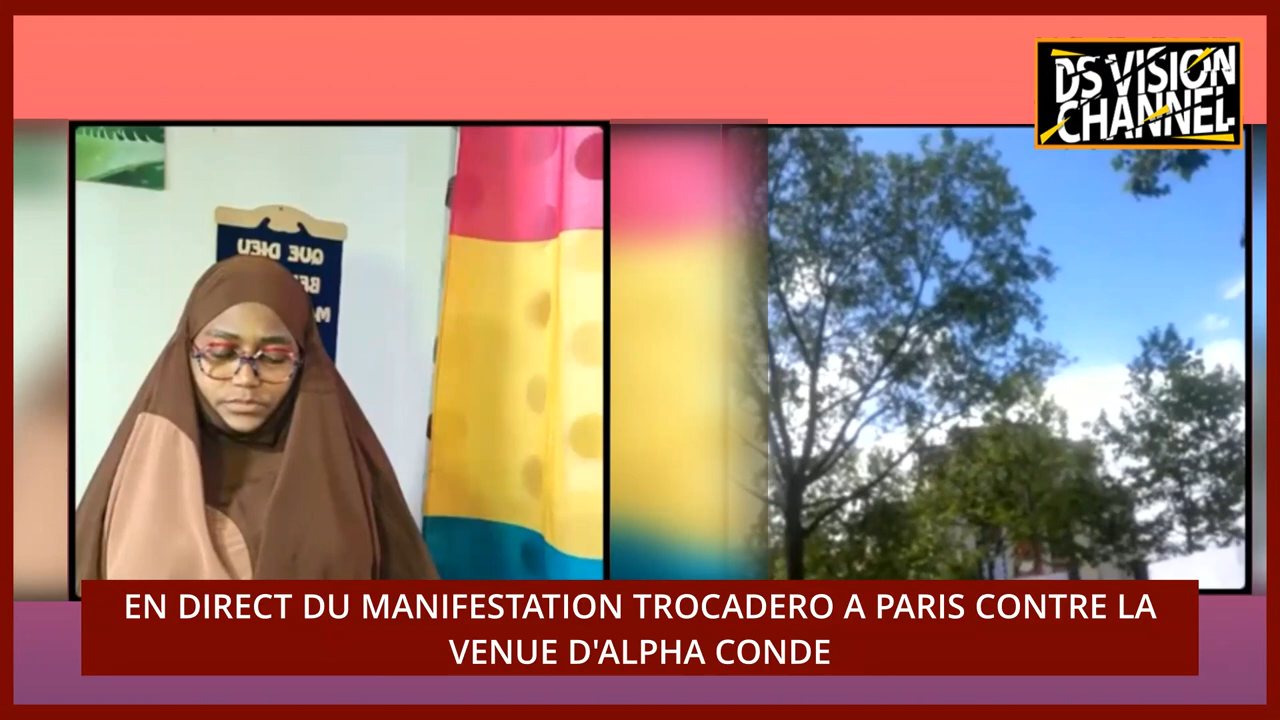 DS VISION
CHANNEL
QUE DIEU
EN DIRECT DU MANIFESTATION TROCADERO A PARIS CONTRE LA
VENUE D'ALPHA CONDE